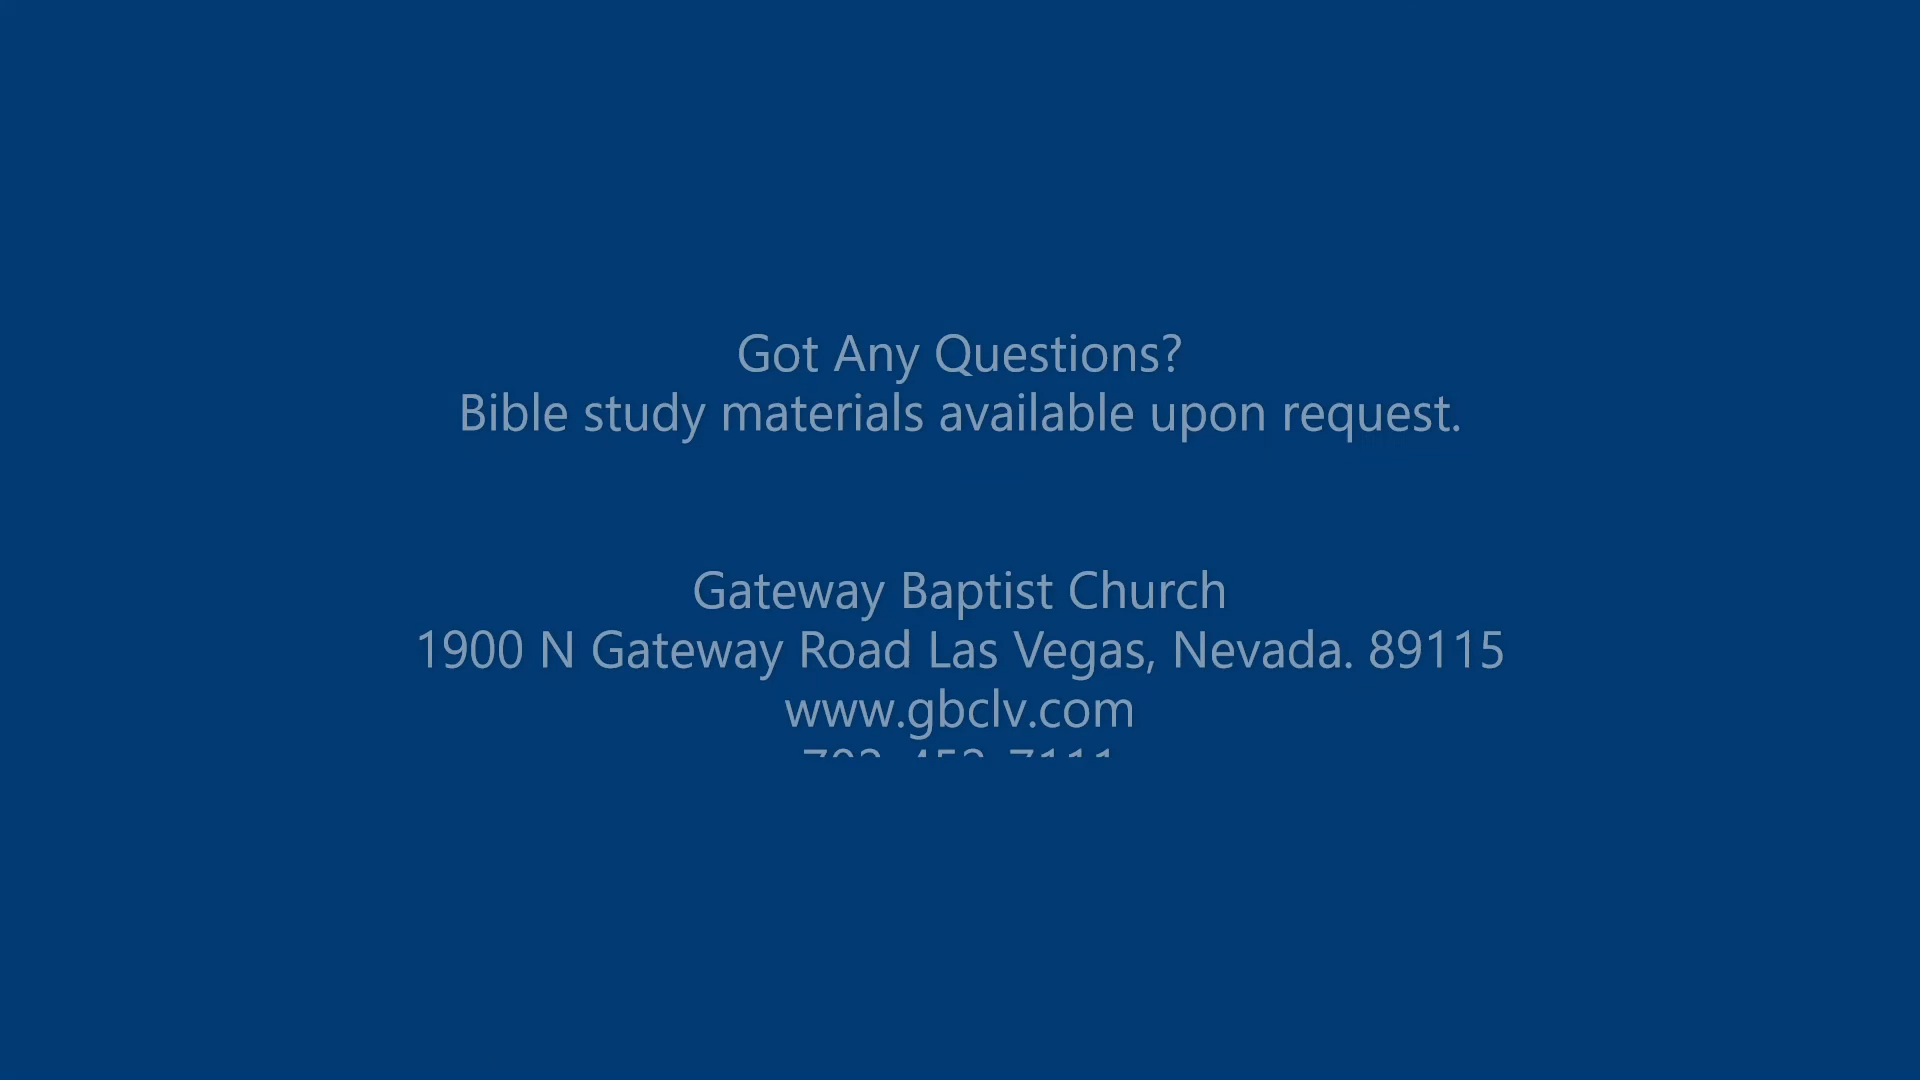 Got Any Questions?
Bible study materials available upon request.
Gateway Baptist Church
1900 N Gateway Road Las Vegas, Nevada. 89115
www.gbclv.com